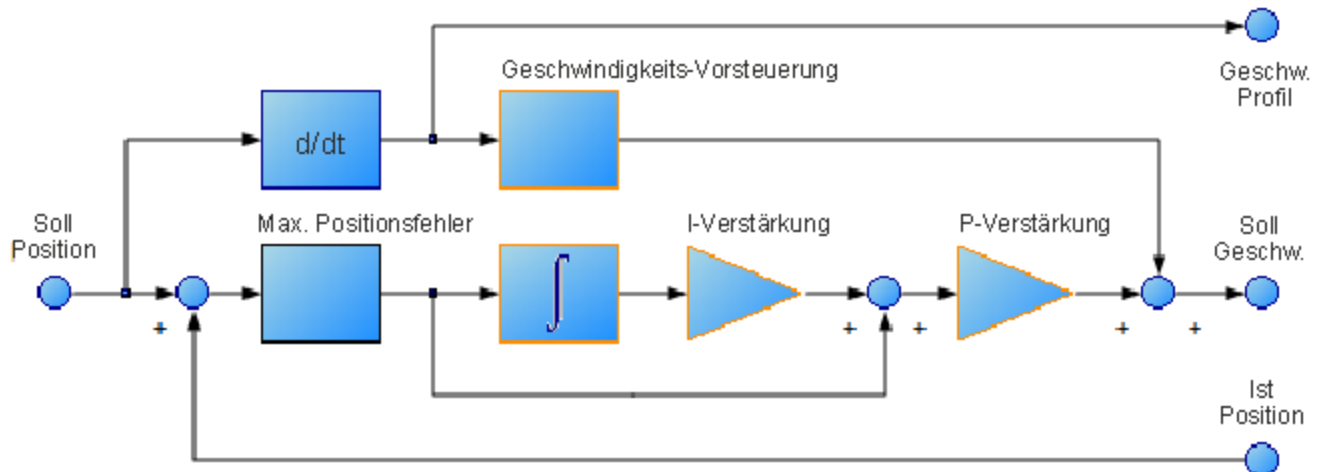 Geschwindigkeits-Vorsteuerung
Geschw.
Profil
d/dt
Soll
Position
Max. Positionsfehler
I-Verstärkung
P-Verstärkung
Soll
Geschw.
∫
+
+
+
+
+
Ist
Position